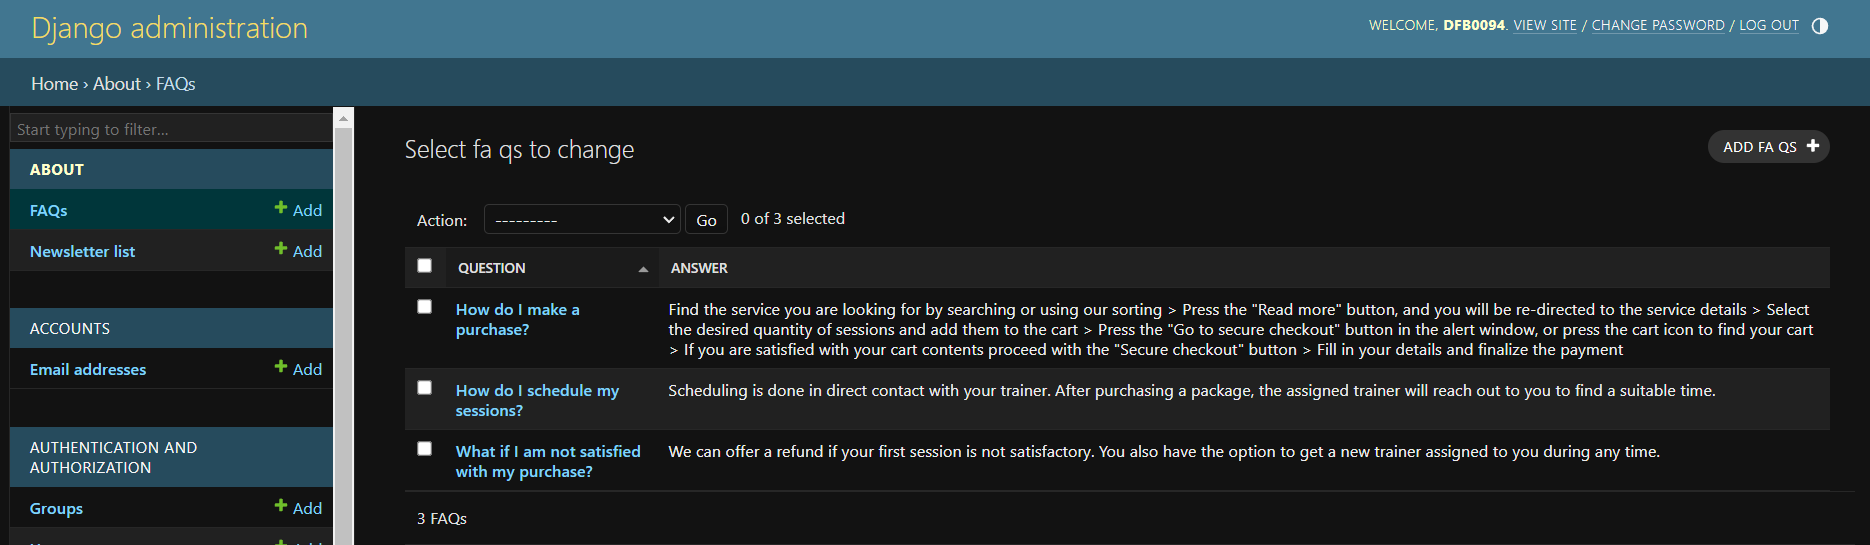 Django administration
WELCOME, DFB0094. VIEW SITE / CHANGE PASSWORD / LOG OUT
Home › About › FAQs
Start typing to filter...
ABOUT
FAQs
Add
Newsletter list
Add
ACCOUNTS
Email addresses
Add
AUTHENTICATION AND
AUTHORIZATION
Groups
Add
Select fa qs to change
ADD FA QS
Action:
---------
Go
0 of 3 selected
QUESTION
ANSWER
How do I make a
purchase?
Find the service you are looking for by searching or using our sorting > Press the "Read more" button, and you will be re-directed to the service details > Select
the desired quantity of sessions and add them to the cart > Press the "Go to secure checkout" button in the alert window, or press the cart icon to find your cart
> If you are satisfied with your cart contents proceed with the "Secure checkout" button > Fill in your details and finalize the payment
How do I schedule my
sessions?
Scheduling is done in direct contact with your trainer. After purchasing a package, the assigned trainer will reach out to you to find a suitable time.
What if I am not satisfied
with my purchase?
We can offer a refund if your first session is not satisfactory. You also have the option to get a new trainer assigned to you during any time.
3 FAQs